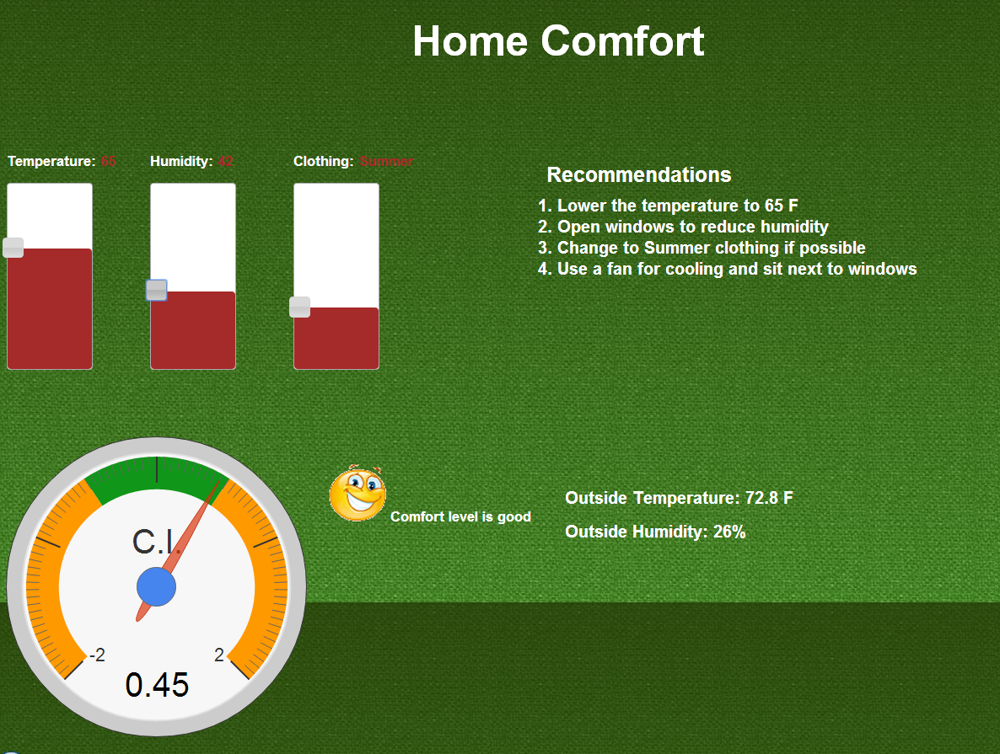 Home Comfort
Temperature: 65
Humidity: 42
Clothing: Summer
Recommendations
1. Lower the temperature to 65 F
2. Open windows to reduce humidity
3. Change to Summer clothing if possible
4. Use a fan for cooling and sit next to windows
C.I.
-2
2
0.45
Comfort level is good
Outside Temperature: 72.8 F
Outside Humidity: 26%